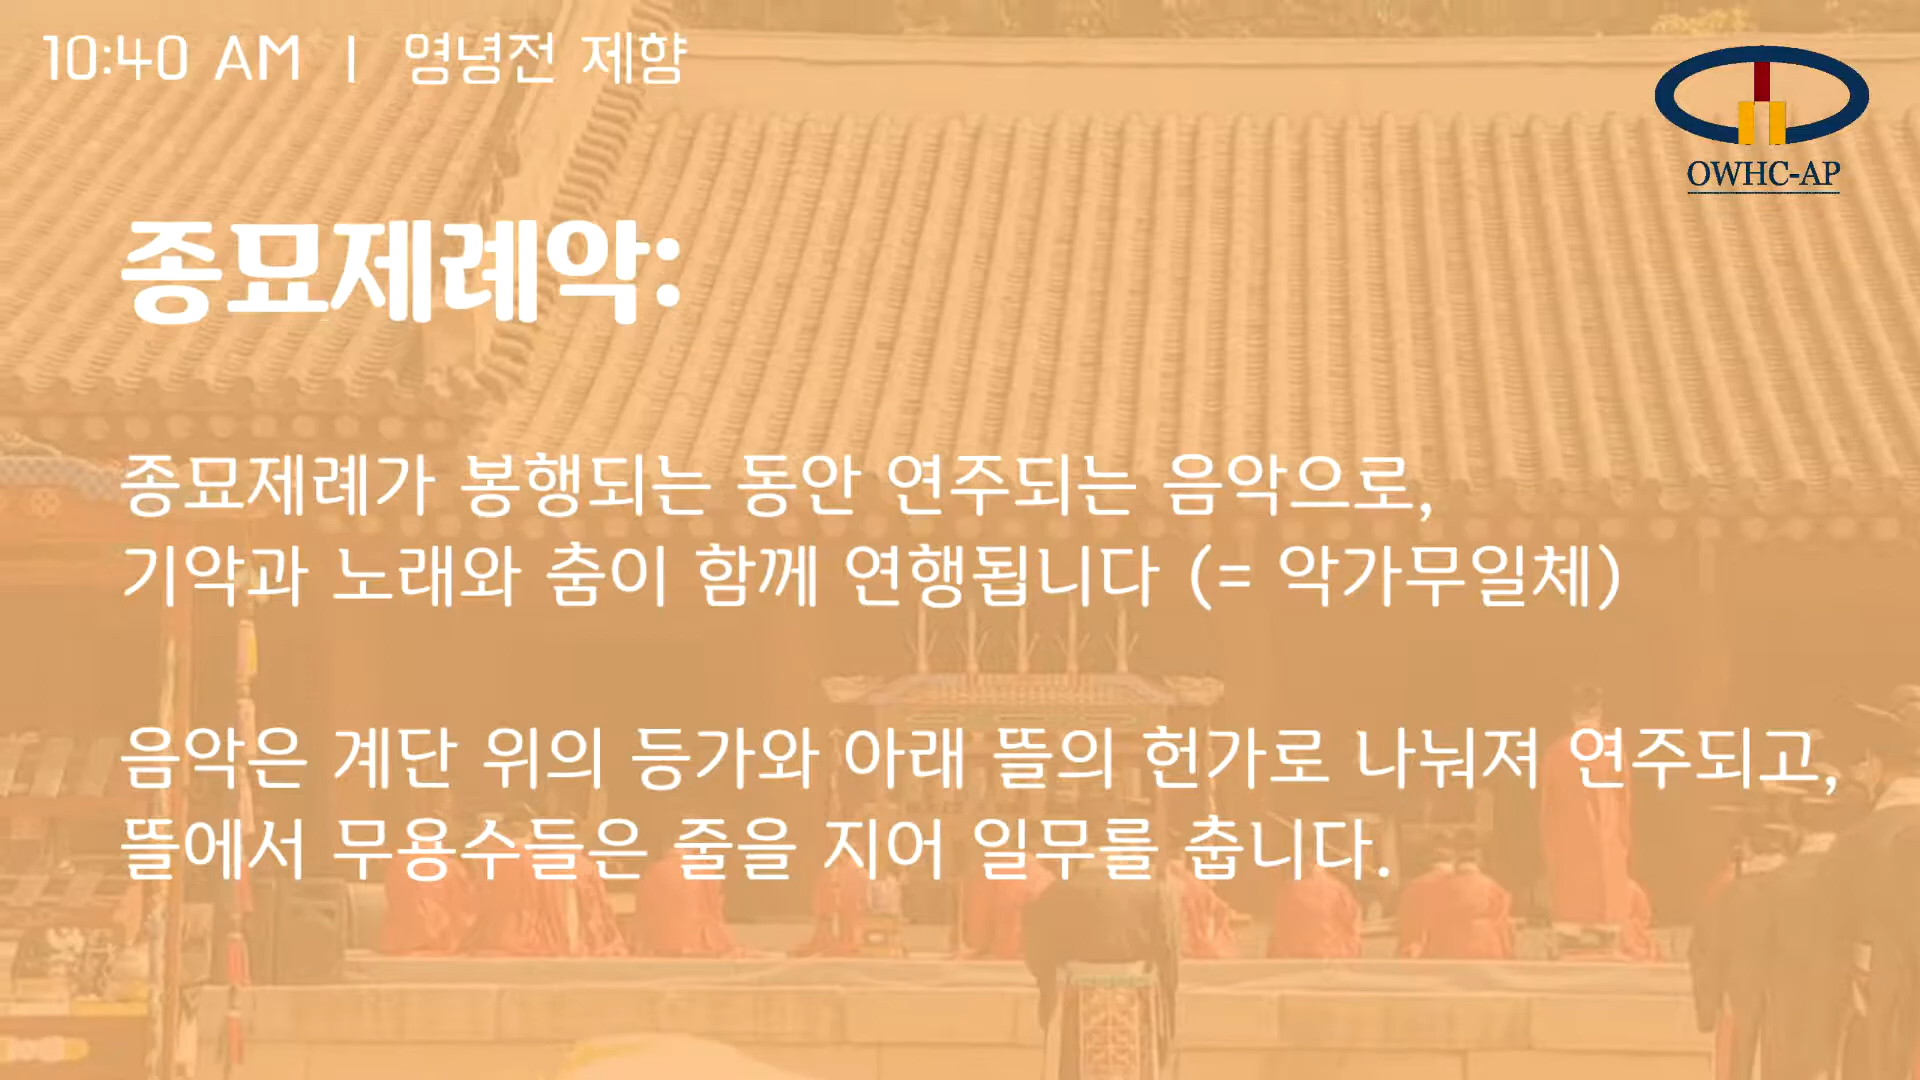 10:40 AM | 영녕전 제향
OWHC-AP
종묘제례악:
종묘제례가 봉행되는 동안 연주되는 음악으로,
기악과 노래와 춤이 함께 연행됩니다 (= 악가무일체)
음악은 계단 위의 등가와 아래 뜰의 헌가로 나눠져 연주되고,
뜰에서 무용수들은 줄을 지어 일무를 춥니다.